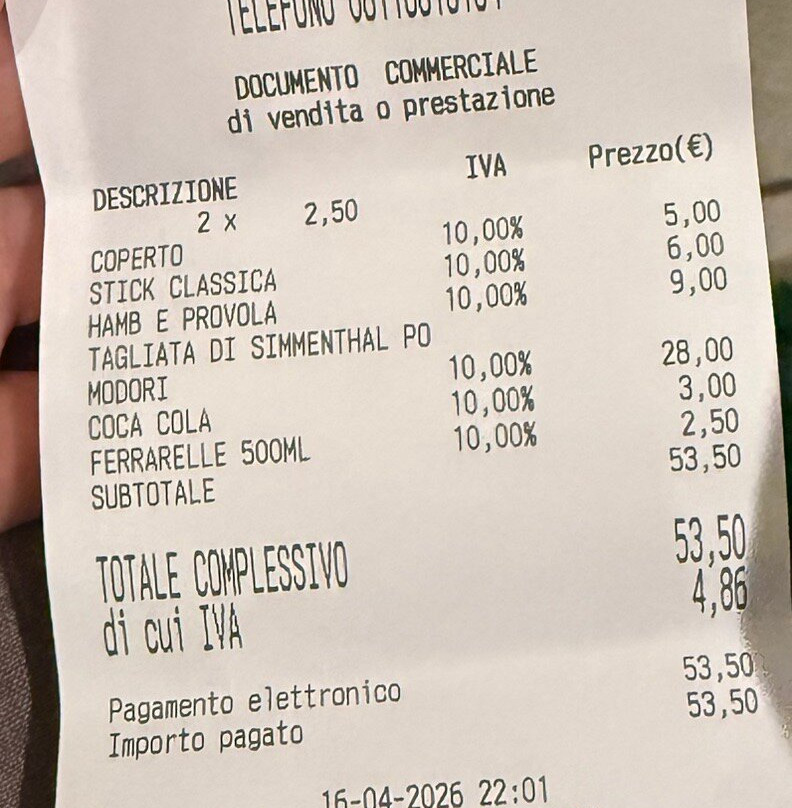 TELEFONO
DOCUMENTO COMMERCIALE
di vendita o prestazione
DESCRIZIONE IVA Prezzo(€)
2 x 2,50
COPERTO 10,00% 5,00
STICK CLASSICA 10,00% 6,00
HAMB E PROVOLA 10,00% 9,00
TAGLIATA DI SIMMENTHAL PO
MODORI 10,00% 28,00
COCA COLA 10,00% 3,00
FERRARELLE 500ML 10,00% 2,50
SUBTOTALE 53,50
TOTALE COMPLESSIVO 53,50
di cui IVA 4,86
Pagamento elettronico 53,50
Importo pagato 53,50
16-04-2026 22:01